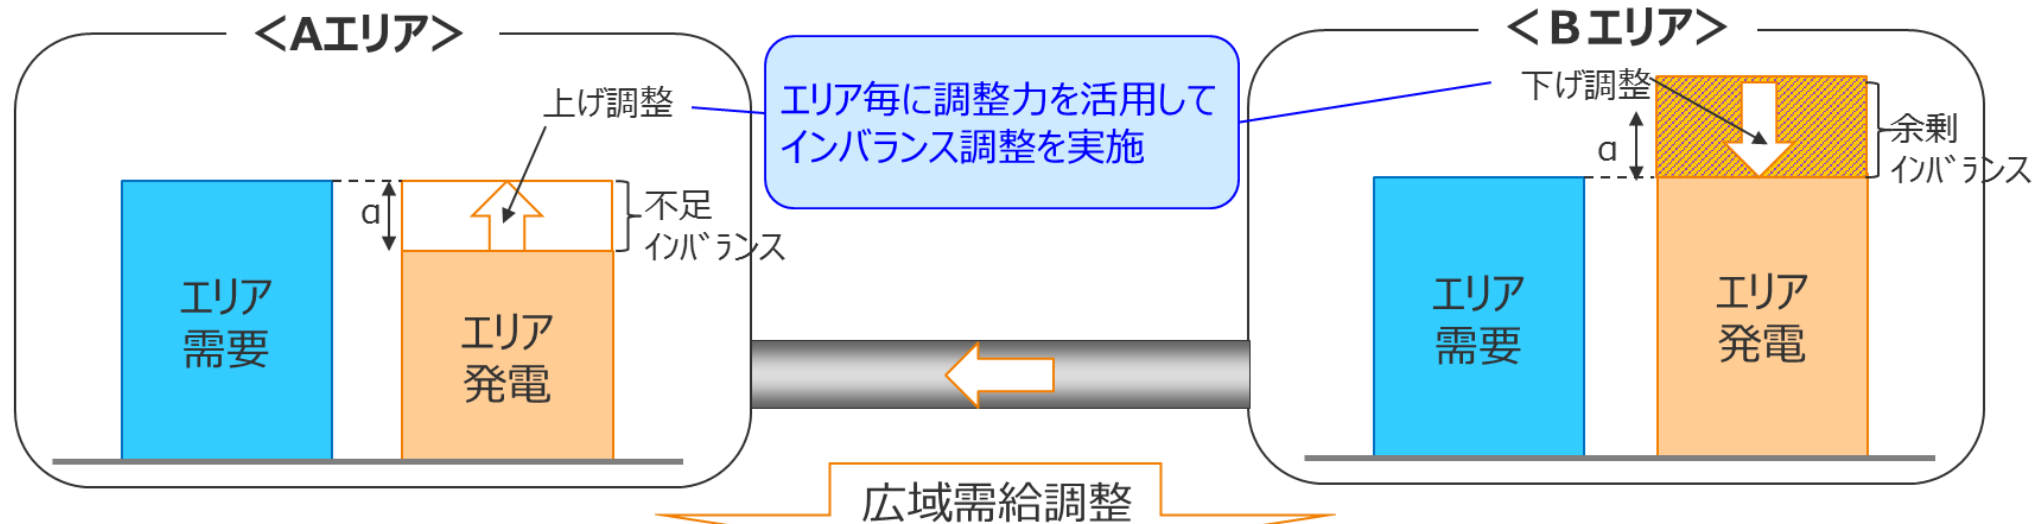 ＜Aエリア＞
上げ調整
α
不足
ｲﾝﾊﾞﾗﾝｽ
エリア
需要
エリア
発電
エリア毎に調整力を活用して
インバランス調整を実施
＜Ｂエリア＞
下げ調整
α
余剰
ｲﾝﾊﾞﾗﾝｽ
エリア
需要
エリア
発電
広域需給調整